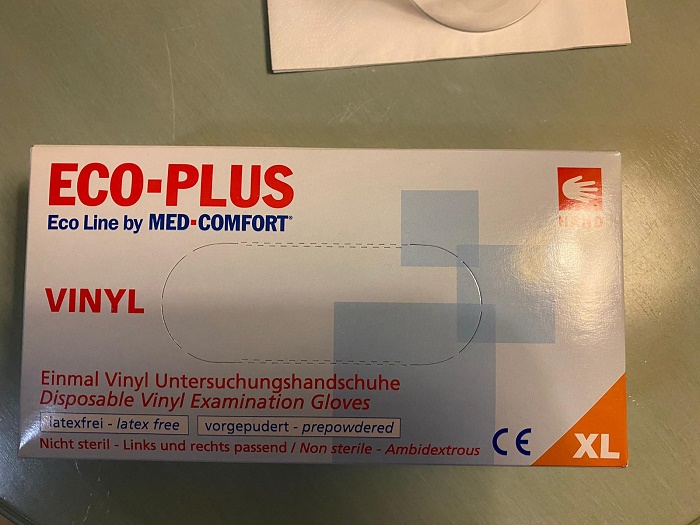 ECO-PLUS
Eco Line by MED-COMFORT®
HAND
VINYL
Einmal Vinyl Untersuchungshandschuhe
Disposable Vinyl Examination Gloves
latexfrei - latex free vorgepudert - prepowdered
Nicht steril - Links und rechts passend / Non sterile - Ambidextrous
CE
XL